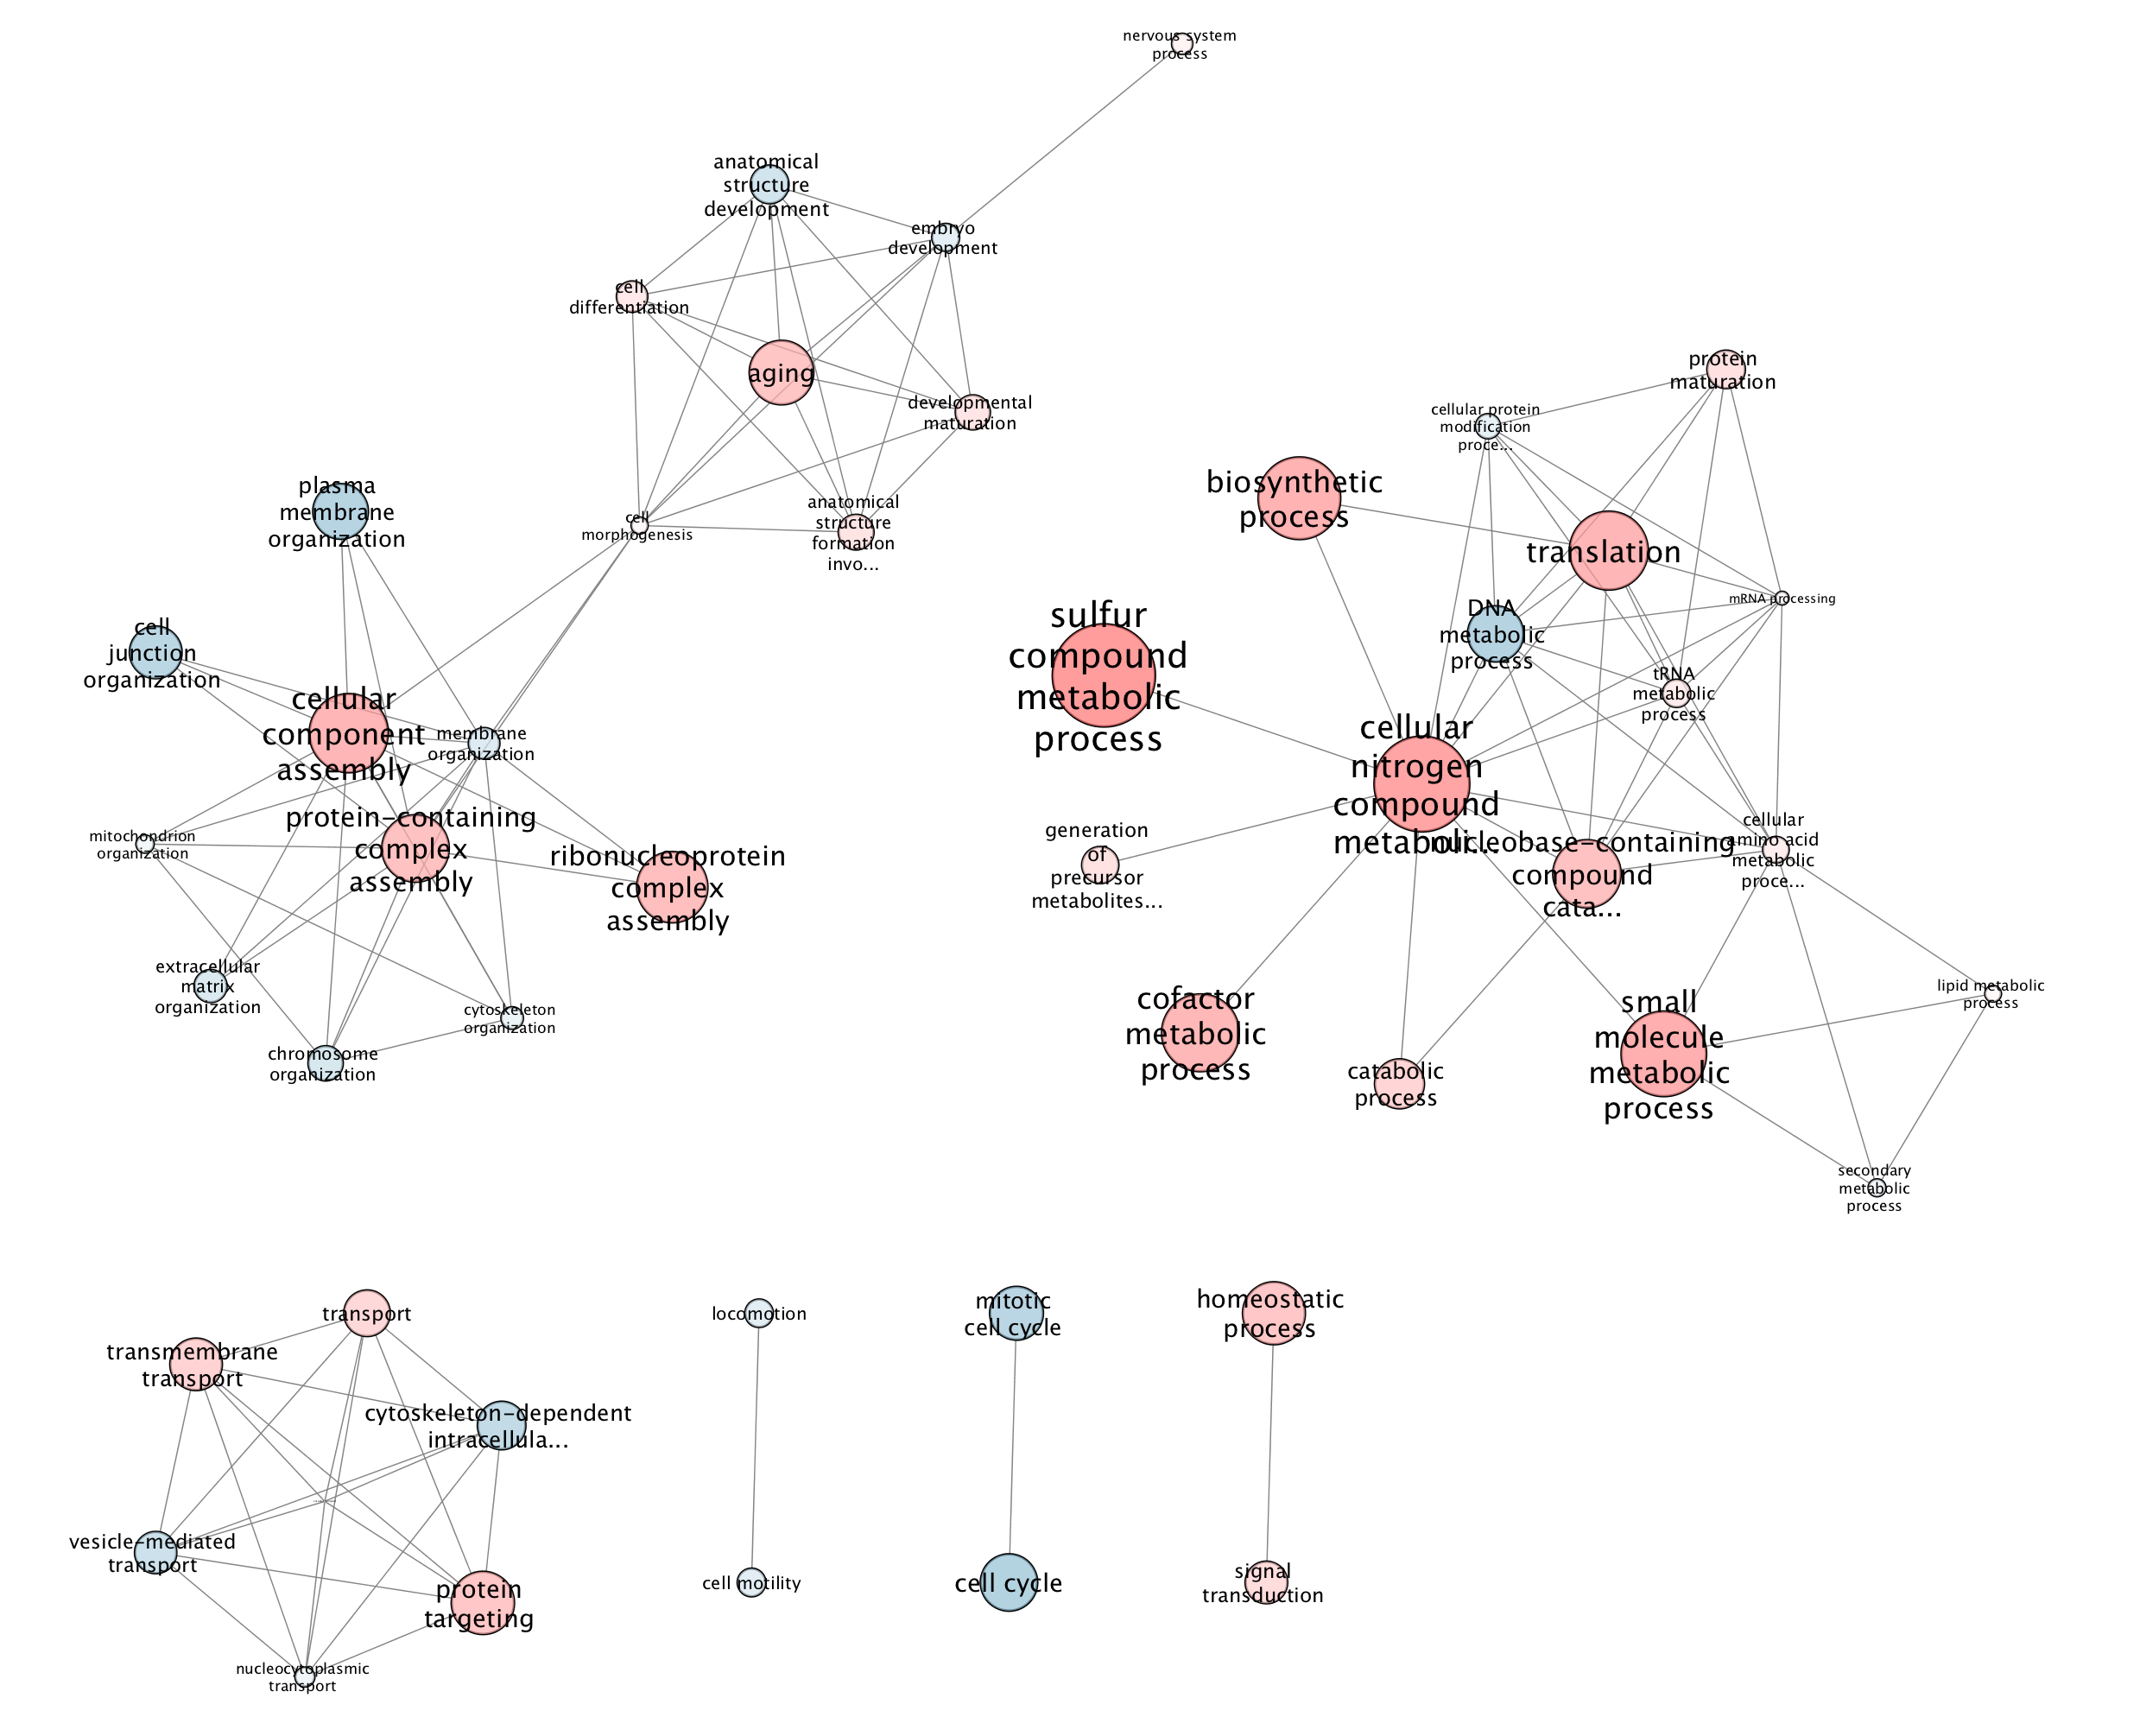 nervous system
process
anatomical
structure
development
embryo
development
cell
differentiation
aging
developmental
maturation
anatomical
structure
formation
invo...
cell
morphogenesis
plasma
membrane
organization
cell
junction
organization
cellular
component
assembly
membrane
organization
protein-containing
complex
assembly
mitochondrion
organization
ribonucleoprotein
complex
assembly
extracellular
matrix
organization
cytoskeleton
organization
chromosome
organization
protein
maturation
cellular protein
modification
proce...
biosynthetic
process
translation
mRNA processing
DNA
metabolic
process
tRNA
metabolic
process
sulfur
compound
metabolic
process
cellular
nitrogen
compound
metaboli...
nucleobase-containing
compound
cata...
cellular
amino acid
metabolic
proce...
generation
of
precursor
metabolites...
cofactor
metabolic
process
catabolic
process
small
molecule
metabolic
process
lipid metabolic
process
secondary
metabolic
process
transport
transmembrane
transport
cytoskeleton-dependent
intracellula...
vesicle-mediated
transport
protein
targeting
nucleocytoplasmic
transport
locomotion
cell motility
mitotic
cell cycle
cell cycle
homeostatic
process
signal
transduction